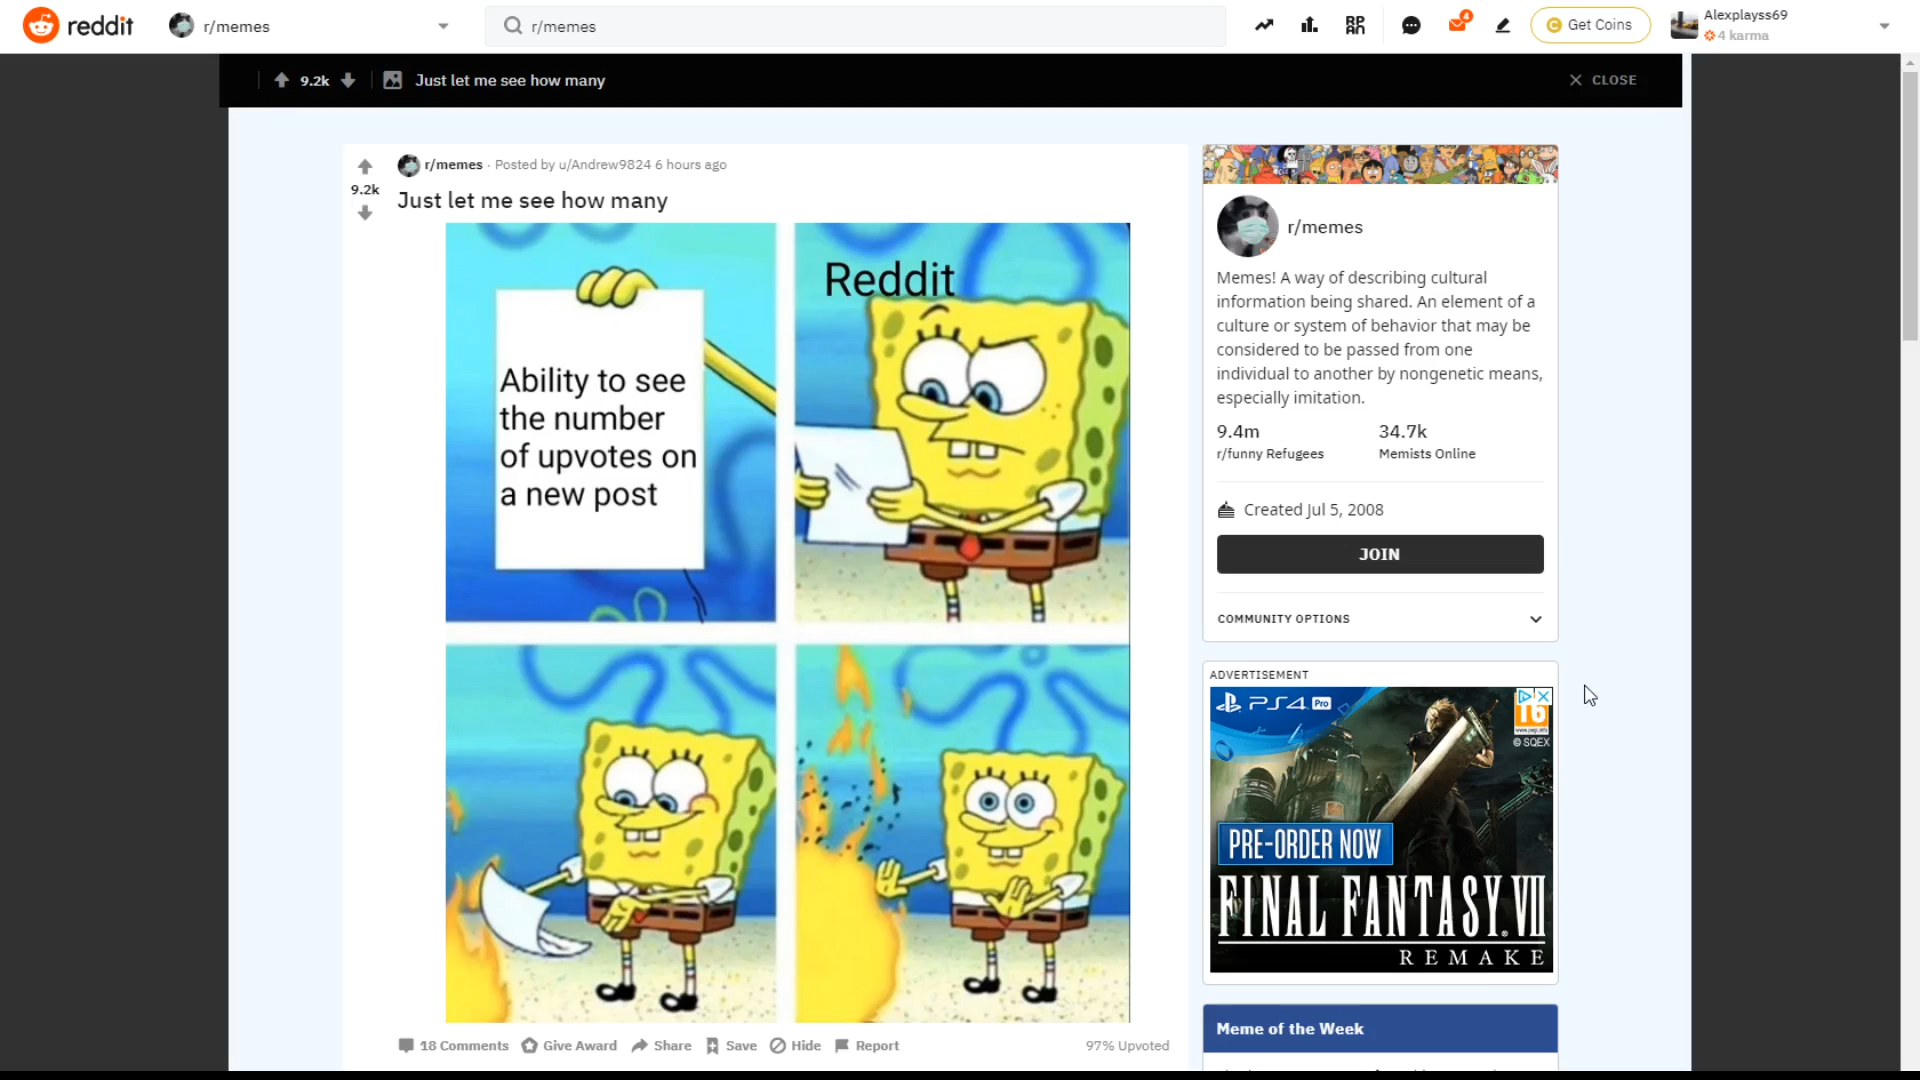 reddit
r/memes
r/memes
4
Get Coins
Alexplayss69
4 karma
9.2k
Just let me see how many
CLOSE
r/memes · Posted by u/Andrew9824 6 hours ago
9.2k
Just let me see how many
Ability to see
the number
of upvotes on
a new post
Reddit
18 Comments
Give Award
Share
Save
Hide
Report
97% Upvoted
r/memes
Memes! A way of describing cultural
information being shared. An element of a
culture or system of behavior that may be
considered to be passed from one
individual to another by nongenetic means,
especially imitation.
9.4m
34.7k
r/funny Refugees
Memists Online
Created Jul 5, 2008
JOIN
COMMUNITY OPTIONS
ADVERTISEMENT
PS4 Pro
16
© SQEX
PRE-ORDER NOW
FINAL FANTASY VII
REMAKE
Meme of the Week